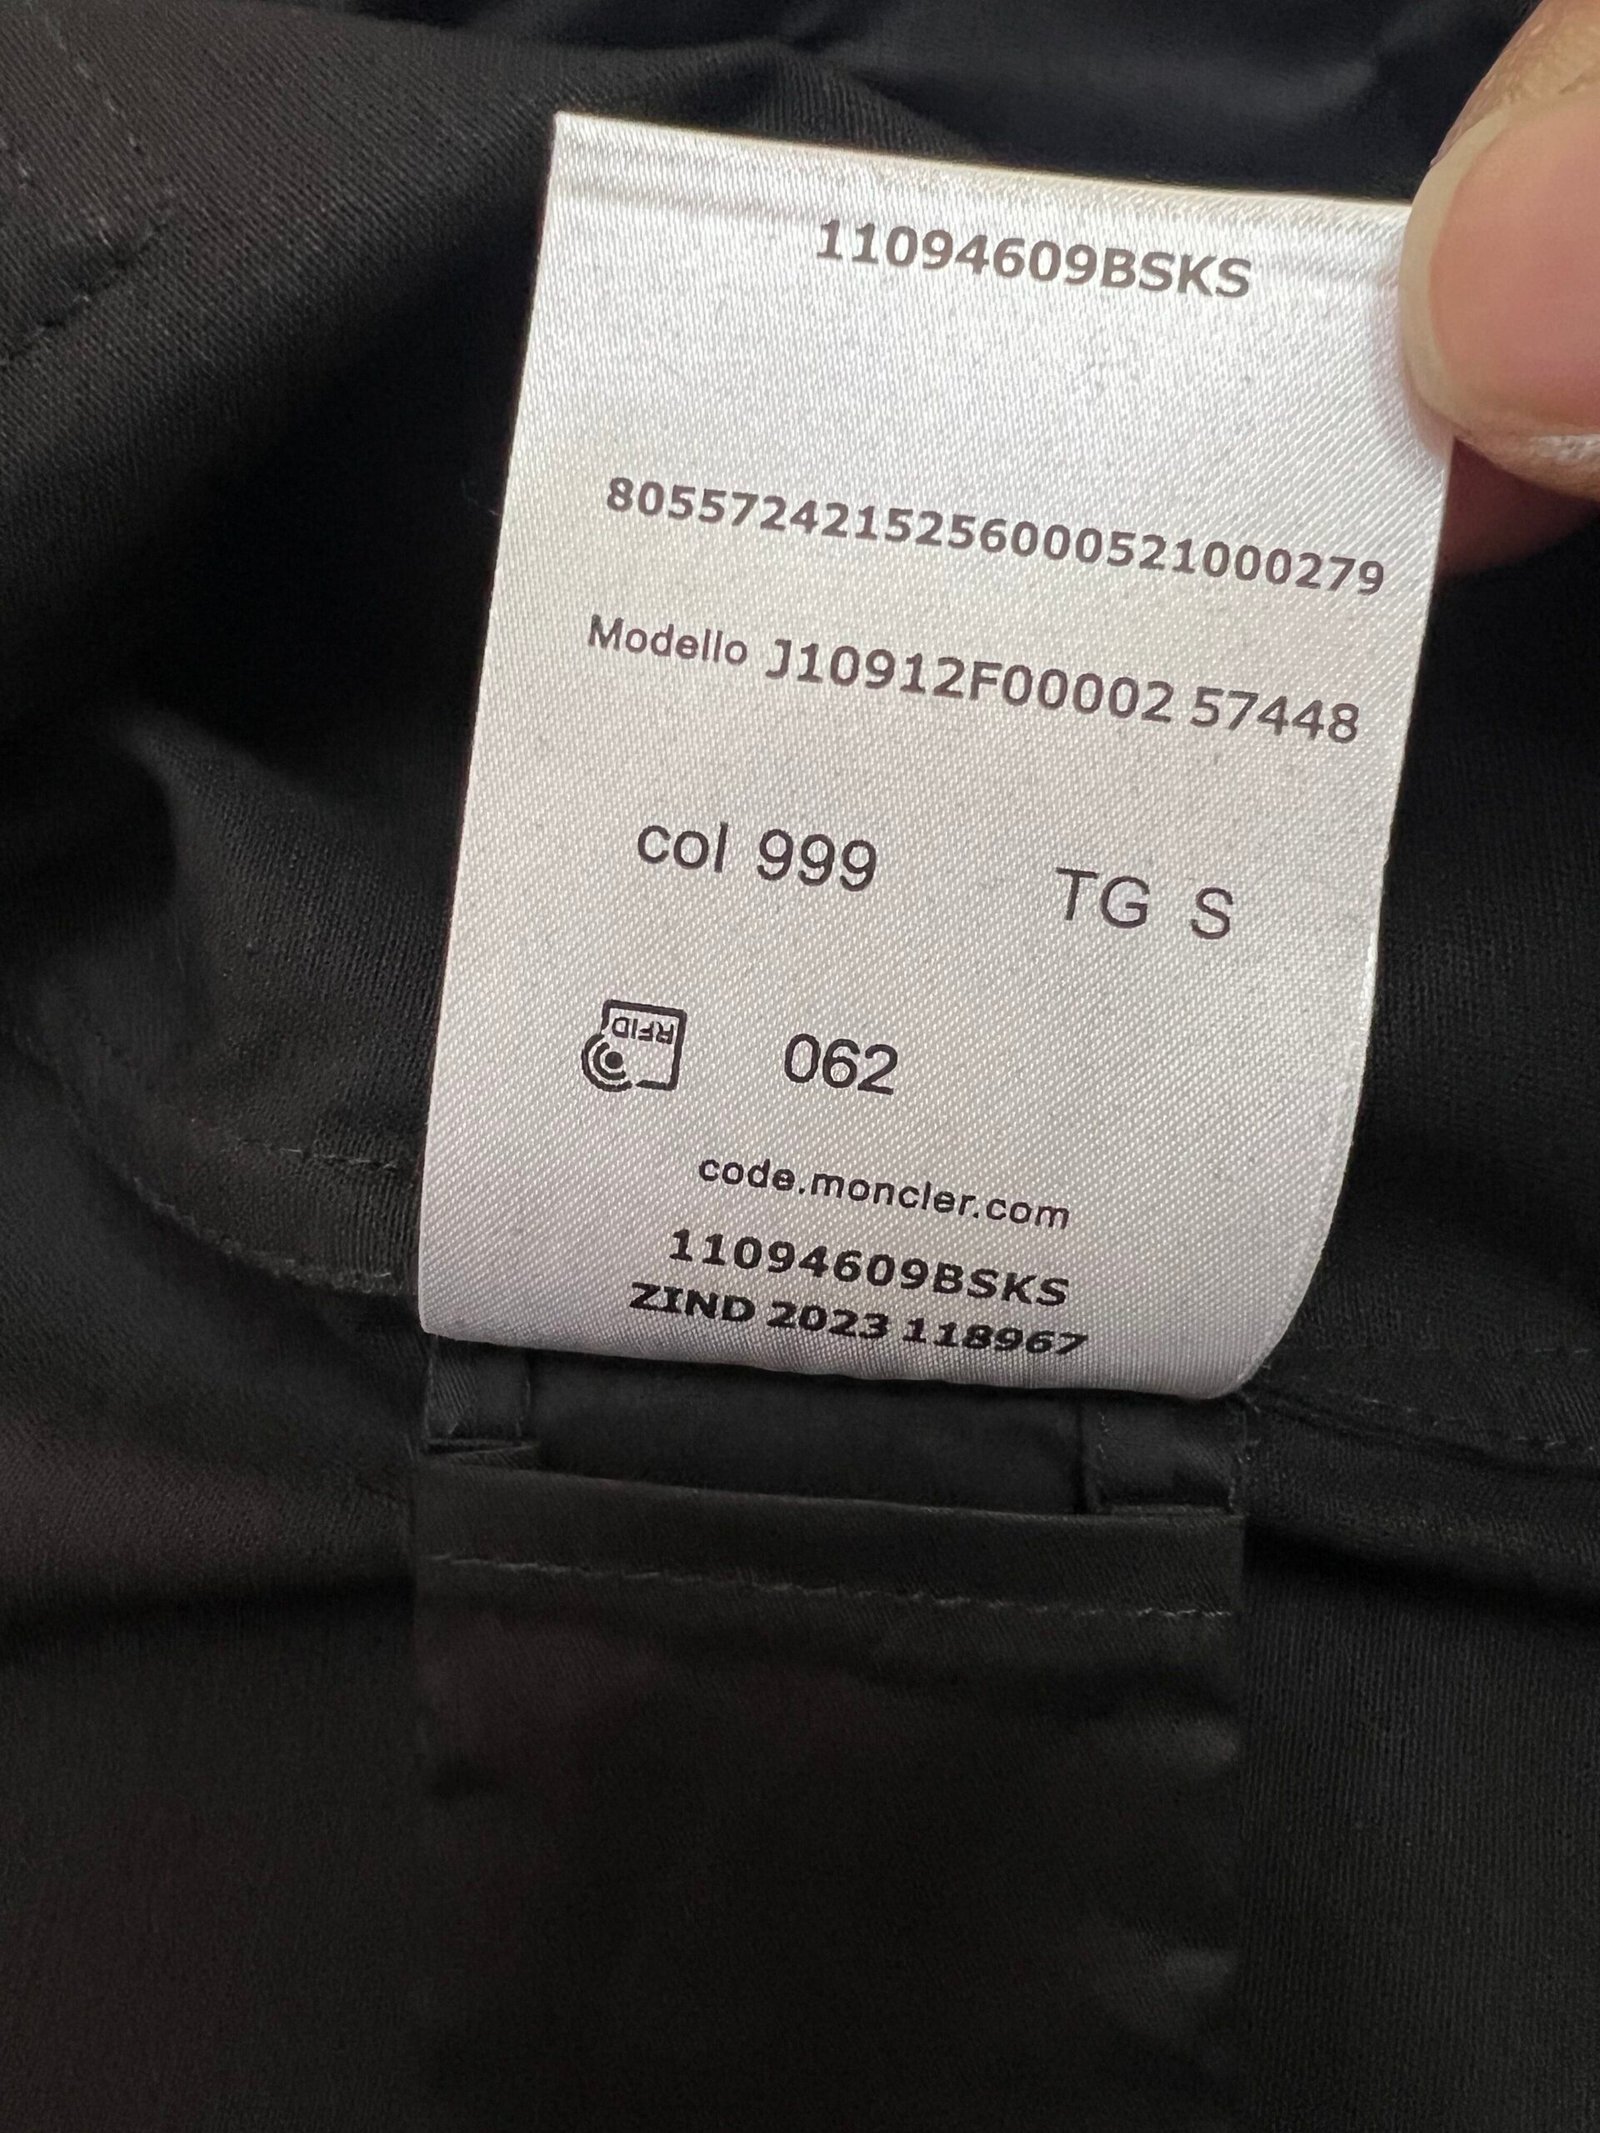 11094609BSKS
8055724215256000521000279
Modello J10912F00002 57448
col 999 TG S
RFID 062
code.moncler.com
11094609BSKS
ZIND 2023 118967